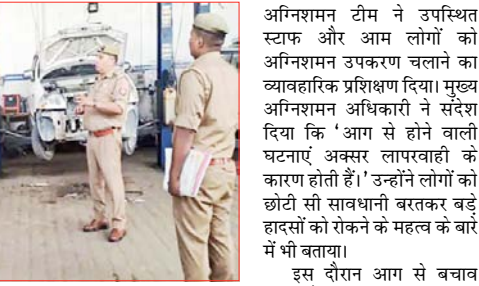 अग्निशमन टीम ने उपस्थित
स्टाफ और आम लोगों को
अग्निशमन उपकरण चलाने का
व्यावहारिक प्रशिक्षण दिया। मुख्य
अग्निशमन अधिकारी ने संदेश
दिया कि ‘आग से होने वाली
घटनाएं अक्सर लापरवाही के
कारण होती हैं।’ उन्होंने लोगों को
छोटी सी सावधानी बरतकर बड़े
हादसों को रोकने के महत्व के बारे
में भी बताया।
इस दौरान आग से बचाव